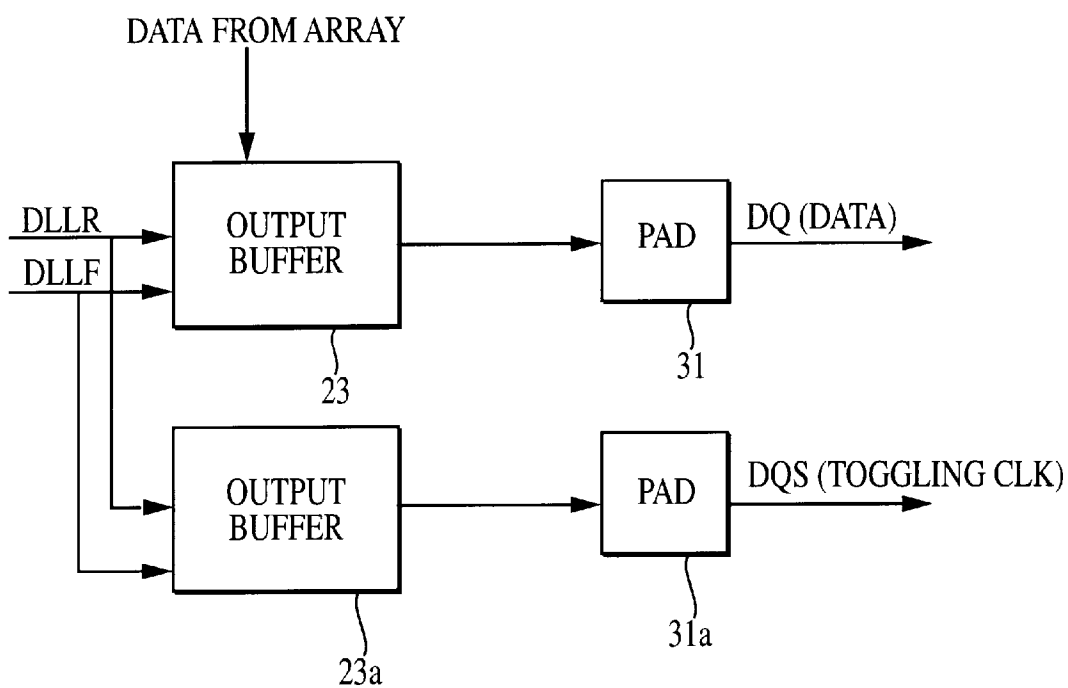 DATA FROM ARRAY
DLLR
DLLF
OUTPUT
BUFFER
PAD
DQ (DATA)
23
31
OUTPUT
BUFFER
PAD
DQS (TOGGLING CLK)
23a
31a